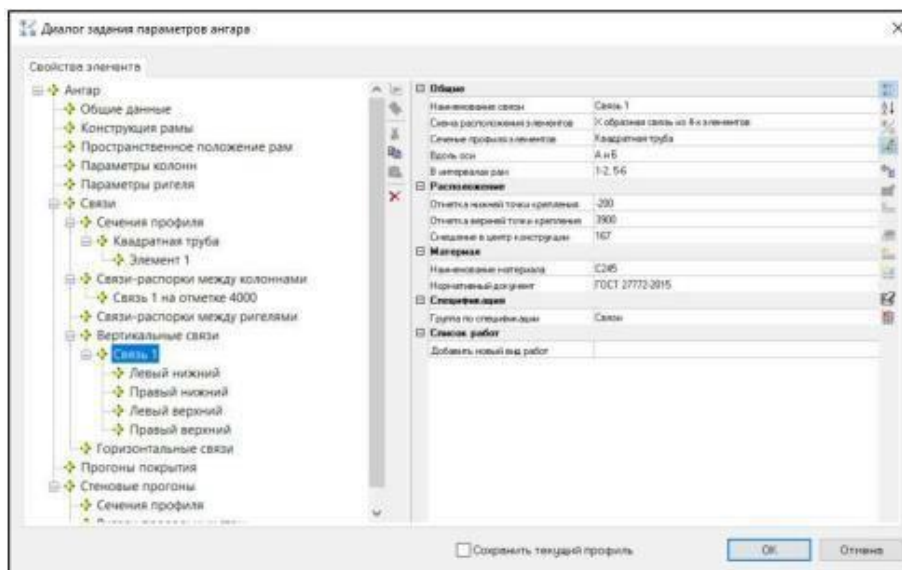 Диалог задания параметров ангара
Свойства элемента
Ангар
Общие данные
Конструкция рамы
Пространственное положение рам
Параметры колонн
Параметры ригеля
Связи
Сечения профиля
Квадратная труба
Элемент 1
Связи-распорки между колоннами
Связь 1 на отметке 4000
Связи-распорки между ригелями
Вертикальные связи
Связь 1
Левый нижний
Правый нижний
Левый верхний
Правый верхний
Горизонтальные связи
Прогоны покрытия
Стеновые прогоны
Сечения профиля
Общие
Наименование связи Связь 1
Схема расположения элементов Х образная связь из 4-х элементов
Сечение профиля элементов Квадратная труба
Вдоль оси А и Б
В интервалах рам 1-2, 5-6
Расположение
Отметка нижней точки крепления -200
Отметка верхней точки крепления 3900
Смещение в центр конструкции 167
Материал
Наименование материала С245
Нормативный документ ГОСТ 27772-2015
Спецификация
Группа по спецификации Связи
Список работ
Добавить новый вид работ
Сохранить текущий профиль
ОК
Отмена